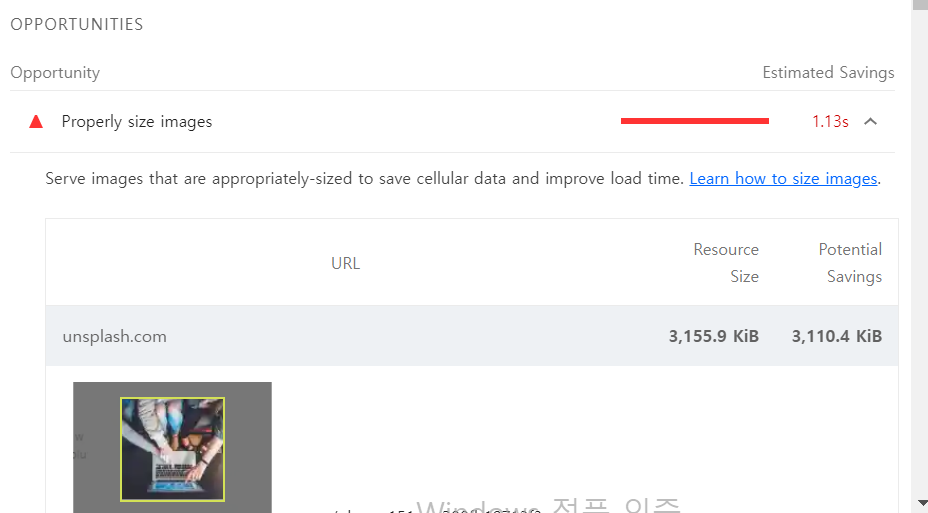 OPPORTUNITIES
Opportunity Estimated Savings
Properly size images 1.13s
Serve images that are appropriately-sized to save cellular data and improve load time. Learn how to size images.
URL Resource Size Potential Savings
unsplash.com 3,155.9 KiB 3,110.4 KiB
Windows 정품 인증